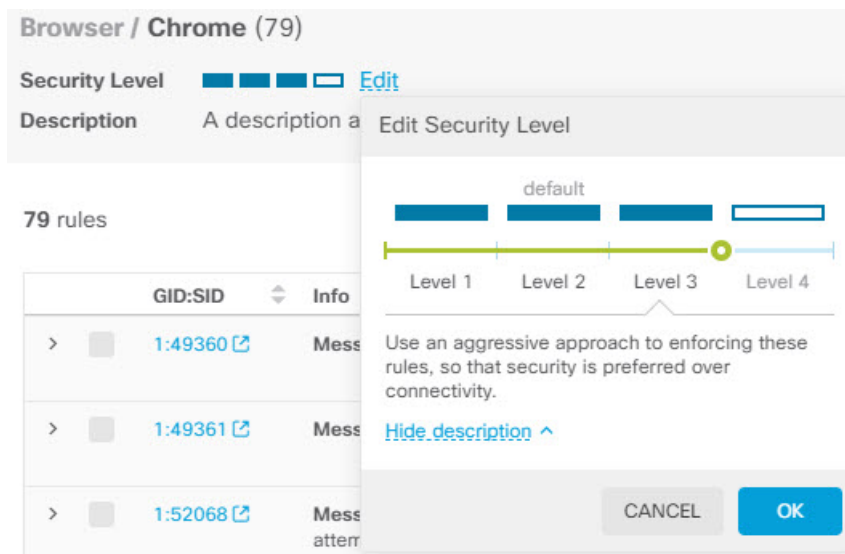 Browser / Chrome (79)
Security Level Edit
Description A description a
Edit Security Level
default
79 rules
Level 1 Level 2 Level 3 Level 4
GID:SID Info
Use an aggressive approach to enforcing these
rules, so that security is preferred over
connectivity.
1:49360 Mess
1:49361 Mess
Hide description
1:52068 Mess
attem
CANCEL OK